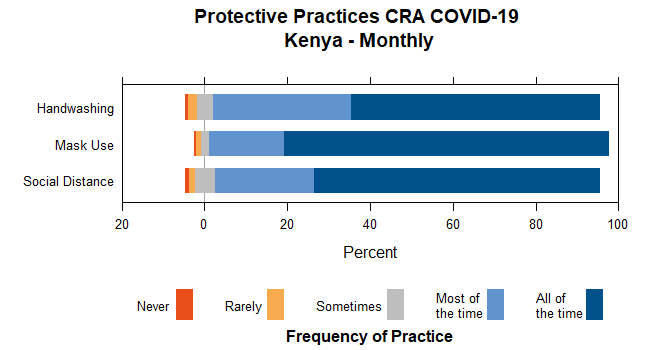 Protective Practices CRA COVID-19
Kenya - Monthly
Handwashing
Mask Use
Social Distance
20 0 20 40 60 80 100
Percent
Never Rarely Sometimes Most of the time All of the time
Frequency of Practice